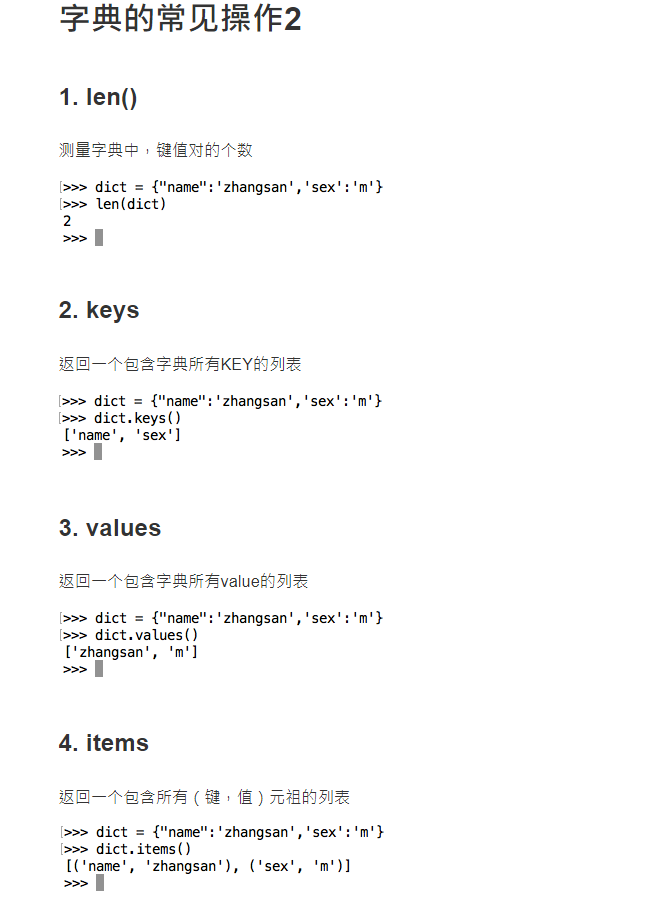 字典的常见操作2
1. len()
测量字典中，键值对的个数
[>>> dict = {"name":'zhangsan','sex':'m'}
[>>> len(dict)
2
>>>
2. keys
返回一个包含字典所有KEY的列表
[>>> dict = {"name":'zhangsan','sex':'m'}
[>>> dict.keys()
['name', 'sex']
>>>
3. values
返回一个包含字典所有value的列表
[>>> dict = {"name":'zhangsan','sex':'m'}
[>>> dict.values()
['zhangsan', 'm']
>>>
4. items
返回一个包含所有（键，值）元祖的列表
[>>> dict = {"name":'zhangsan','sex':'m'}
[>>> dict.items()
[('name', 'zhangsan'), ('sex', 'm')]
>>>